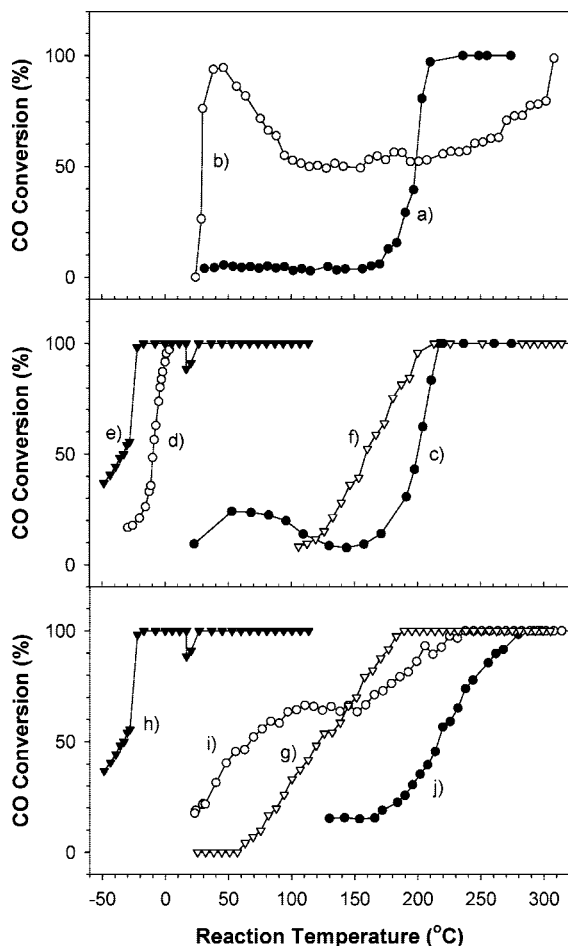 100
50
0
CO Conversion (%)
b)
a)
100
50
0
CO Conversion (%)
e)
d)
f)
c)
100
50
0
CO Conversion (%)
h)
i)
g)
j)
-50 0 50 100 150 200 250 300
Reaction Temperature (°C)